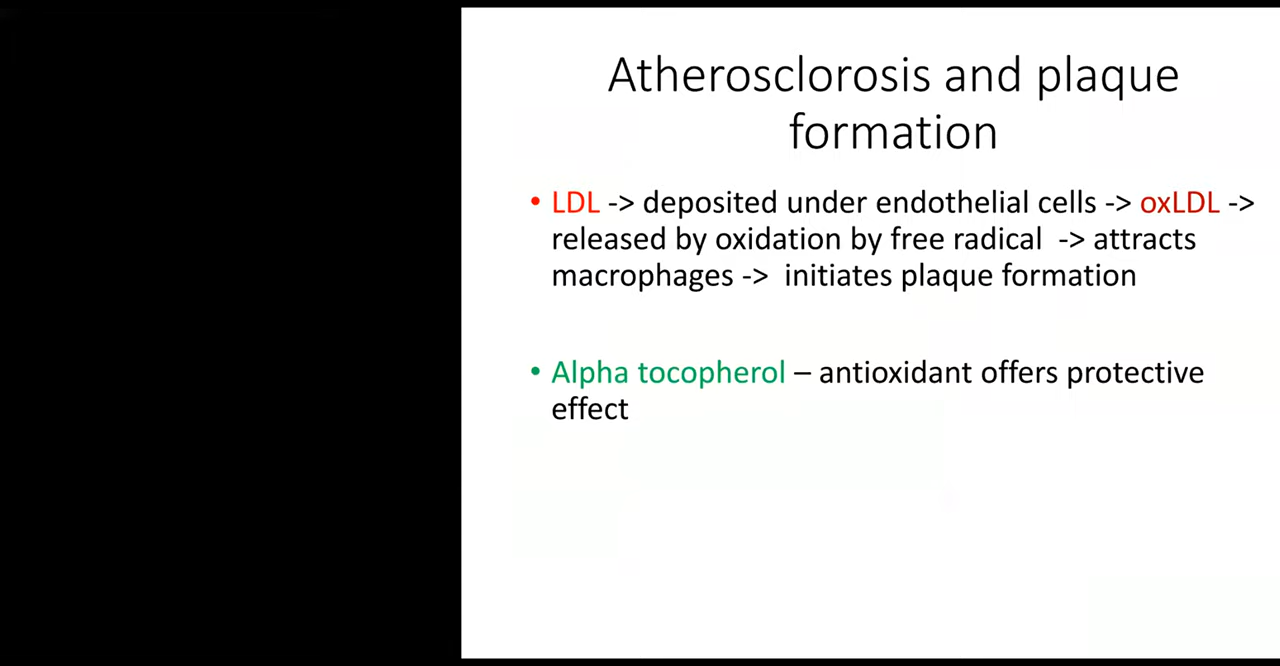 Atherosclorosis and plaque
formation
• LDL -> deposited under endothelial cells -> oxLDL ->
released by oxidation by free radical -> attracts
macrophages -> initiates plaque formation
• Alpha tocopherol – antioxidant offers protective
effect